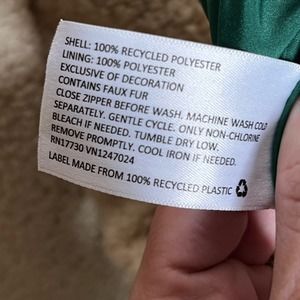 SHELL: 100% RECYCLED POLYESTER
LINING: 100% POLYESTER
EXCLUSIVE OF DECORATION
CONTAINS FAUX FUR
CLOSE ZIPPER BEFORE WASH. MACHINE WASH COLD
SEPARATELY. GENTLE CYCLE. ONLY NON-CHLORINE
BLEACH IF NEEDED. TUMBLE DRY LOW.
REMOVE PROMPTLY. COOL IRON IF NEEDED.
RN17730 VN1247024
LABEL MADE FROM 100% RECYCLED PLASTIC